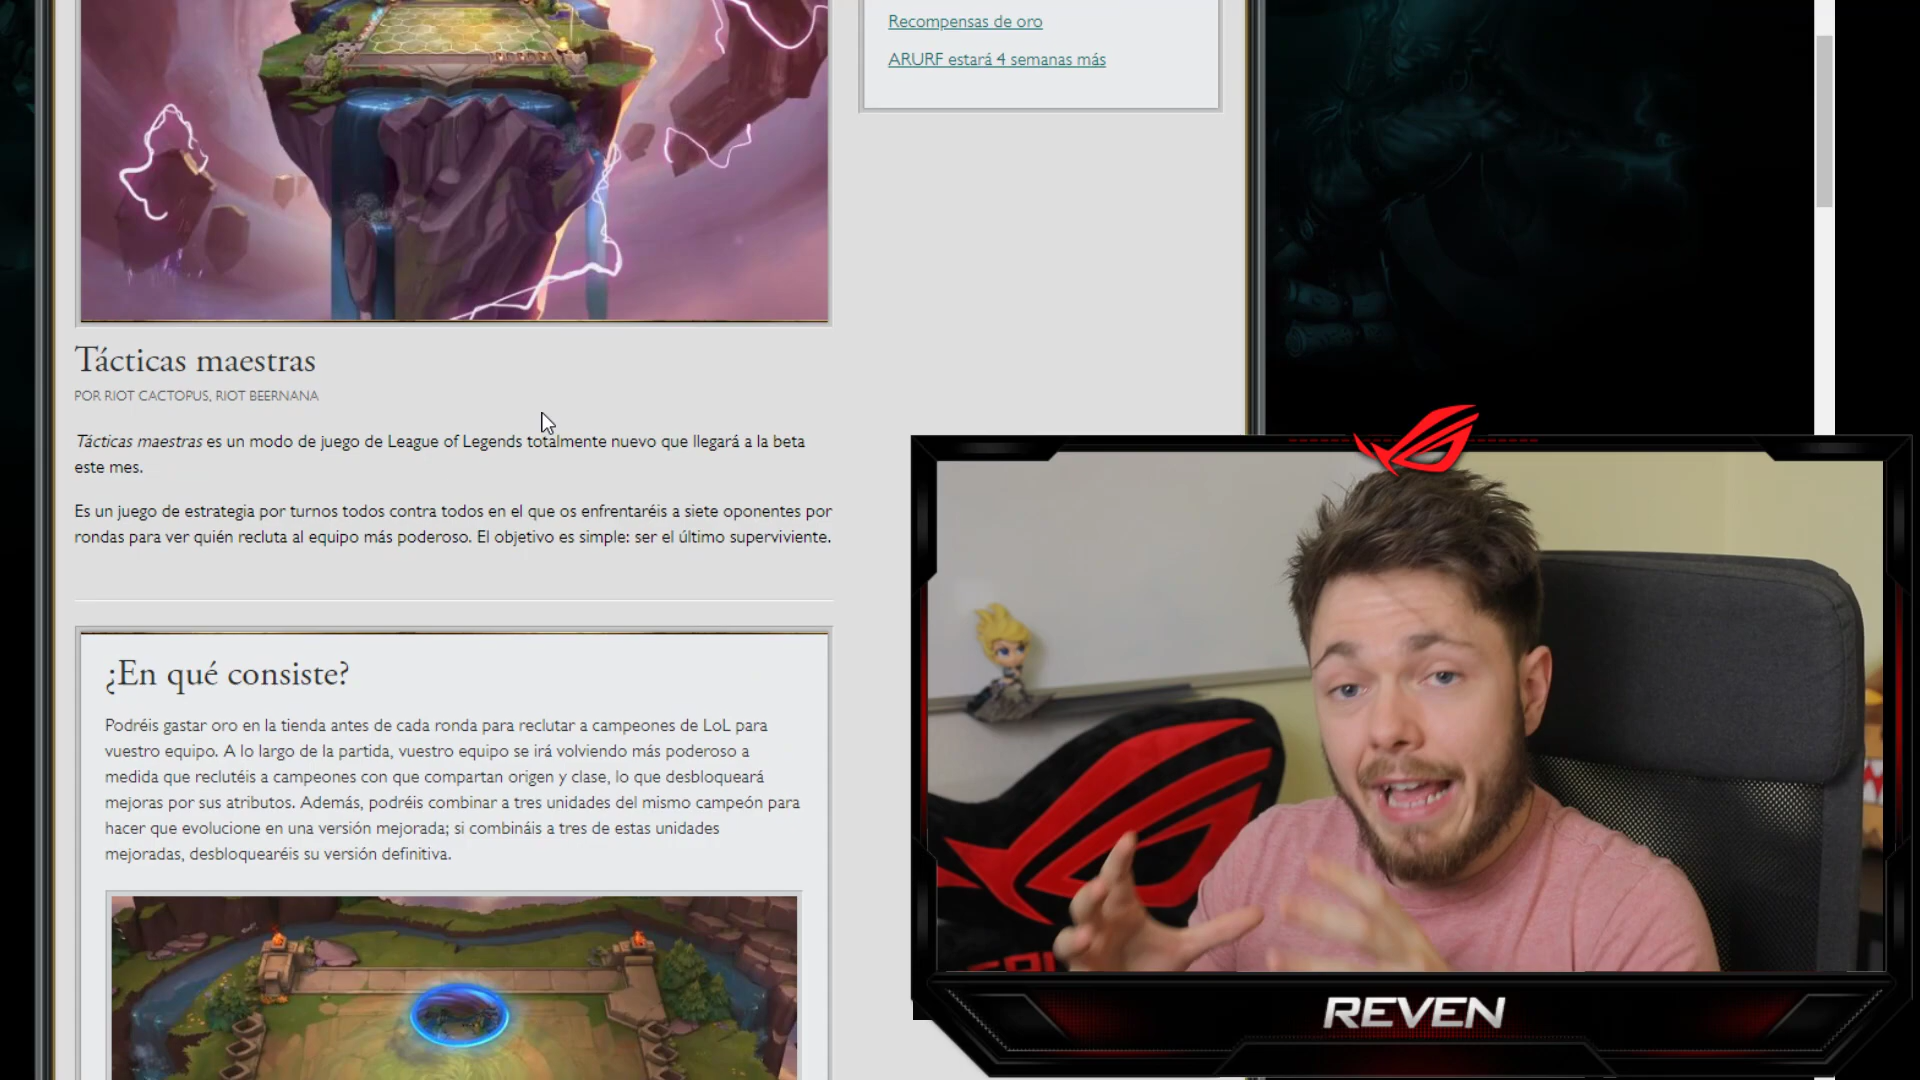 Recompensas de oro
ARURF estará 4 semanas más
Tácticas maestras
POR RIOT CACTOPUS, RIOT BEERNANA
Tácticas maestras es un modo de juego de League of Legends totalmente nuevo que llegará a la beta
este mes.
Es un juego de estrategia por turnos todos contra todos en el que os enfrentaréis a siete oponentes por
rondas para ver quién recluta al equipo más poderoso. El objetivo es simple: ser el último superviviente.
¿En qué consiste?
Podréis gastar oro en la tienda antes de cada ronda para reclutar a campeones de LoL para
vuestro equipo. A lo largo de la partida, vuestro equipo se irá volviendo más poderoso a
medida que reclutéis a campeones con que compartan origen y clase, lo que desbloqueará
mejoras por sus atributos. Además, podréis combinar a tres unidades del mismo campeón para
hacer que evolucione en una versión mejorada; si combináis a tres de estas unidades
mejoradas, desbloquearéis su versión definitiva.
REVEN